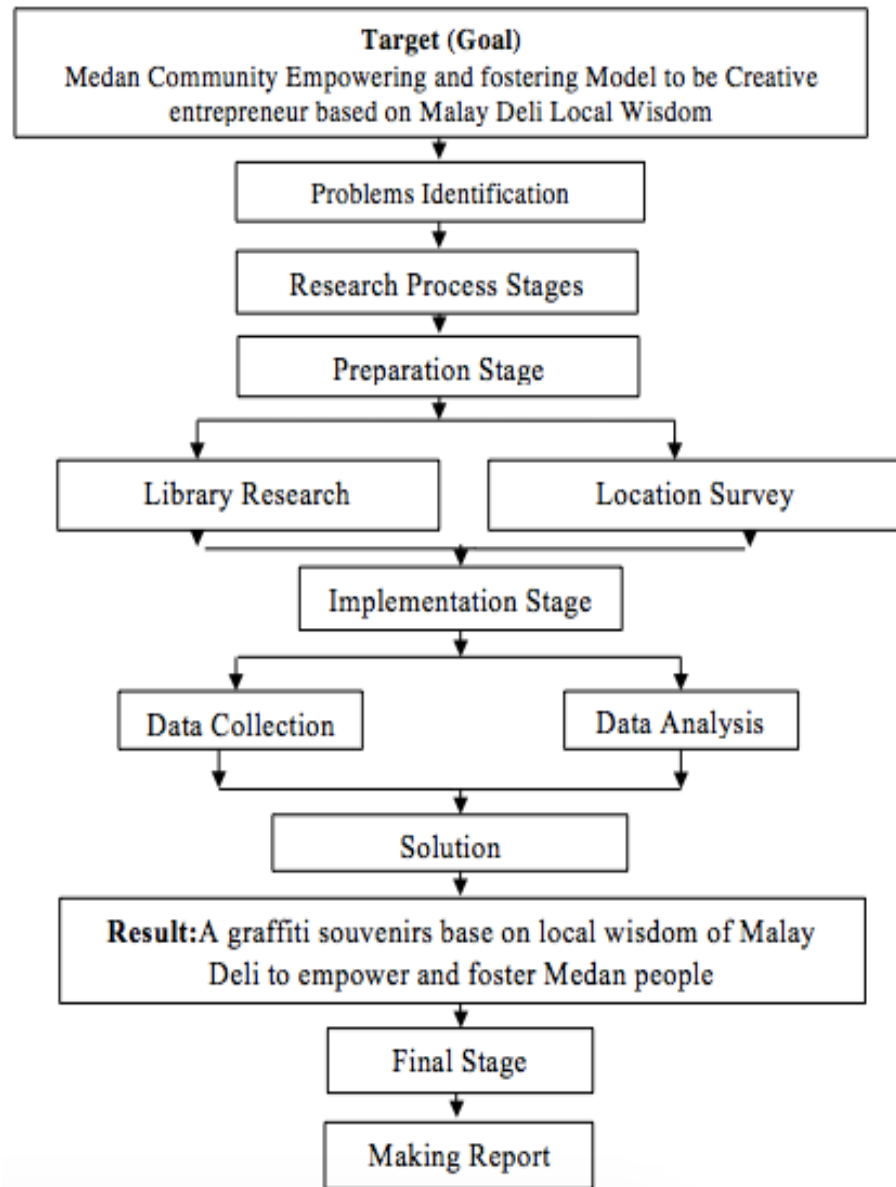 Target (Goal)
Medan Community Empowering and fostering Model to be Creative
entrepreneur based on Malay Deli Local Wisdom
Problems Identification
Research Process Stages
Preparation Stage
Library Research
Location Survey
Implementation Stage
Data Collection
Data Analysis
Solution
Result:A graffiti souvenirs base on local wisdom of Malay
Deli to empower and foster Medan people
Final Stage
Making Report